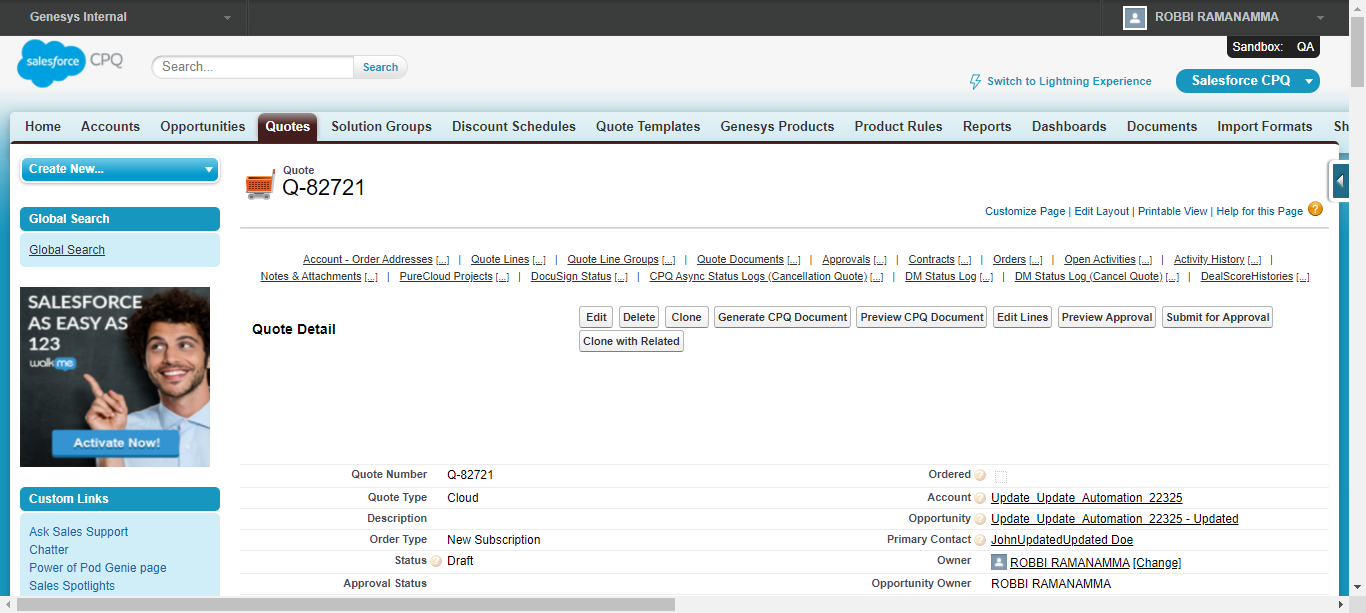 Genesys Internal
ROBBI RAMANAMMA
Sandbox: QA
salesforce CPQ
Search...
Search
Switch to Lightning Experience
Salesforce CPQ
Home Accounts Opportunities Quotes Solution Groups Discount Schedules Quote Templates Genesys Products Product Rules Reports Dashboards Documents Import Formats Sh
Create New...
Quote
Q-82721
Customize Page | Edit Layout | Printable View | Help for this Page ?
Global Search
Global Search
Account - Order Addresses [...] | Quote Lines [...] | Quote Line Groups [...] | Quote Documents [...] | Approvals [...] | Contracts [...] | Orders [...] | Open Activities [...] | Activity History [...] |
Notes & Attachments [...] | PureCloud Projects [...] | DocuSign Status [...] | CPQ Async Status Logs (Cancellation Quote) [...] | DM Status Log [...] | DM Status Log (Cancel Quote) [...] | DealScoreHistories [...]
SALESFORCE
AS EASY AS
123
walkme
Activate Now!
Quote Detail
Edit Delete Clone Generate CPQ Document Preview CPQ Document Edit Lines Preview Approval Submit for Approval
Clone with Related
Quote Number Q-82721 Ordered ?
Quote Type Cloud Account ? Update_Update_Automation_22325
Description Opportunity ? Update_Update_Automation_22325 - Updated
Order Type New Subscription Primary Contact ? JohnUpdatedUpdated Doe
Status ? Draft Owner ROBBI RAMANAMMA [Change]
Approval Status Opportunity Owner ROBBI RAMANAMMA
Custom Links
Ask Sales Support
Chatter
Power of Pod Genie page
Sales Spotlights